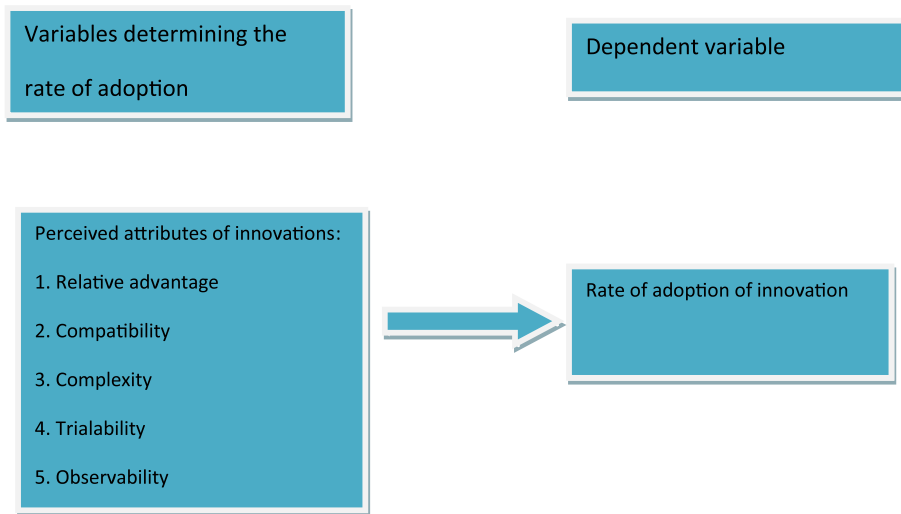 Variables determining the
rate of adoption
Dependent variable
Perceived attributes of innovations:
1. Relative advantage
2. Compatibility
3. Complexity
4. Trialability
5. Observability
Rate of adoption of innovation